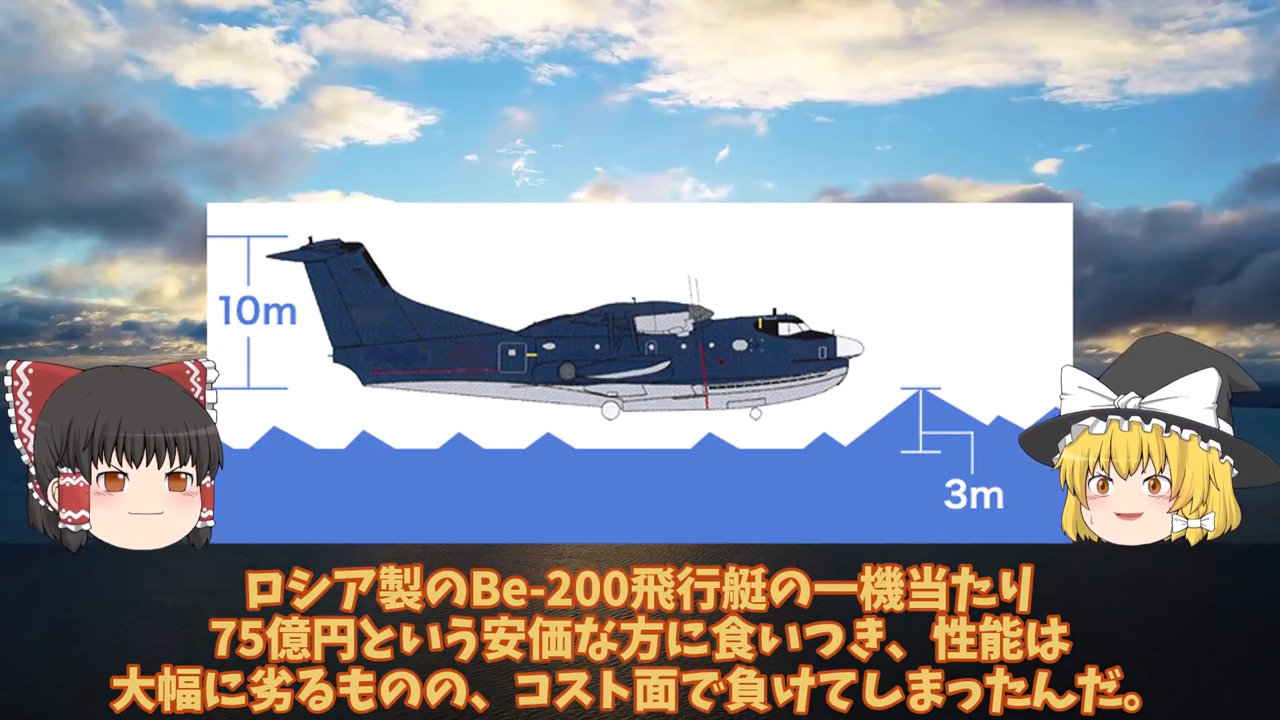 10m
3m
ロシア製のBe-200飛行艇の一機当たり
75億円という安価な方に食いつき、性能は
大幅に劣るものの、コスト面で負けてしまったんだ。